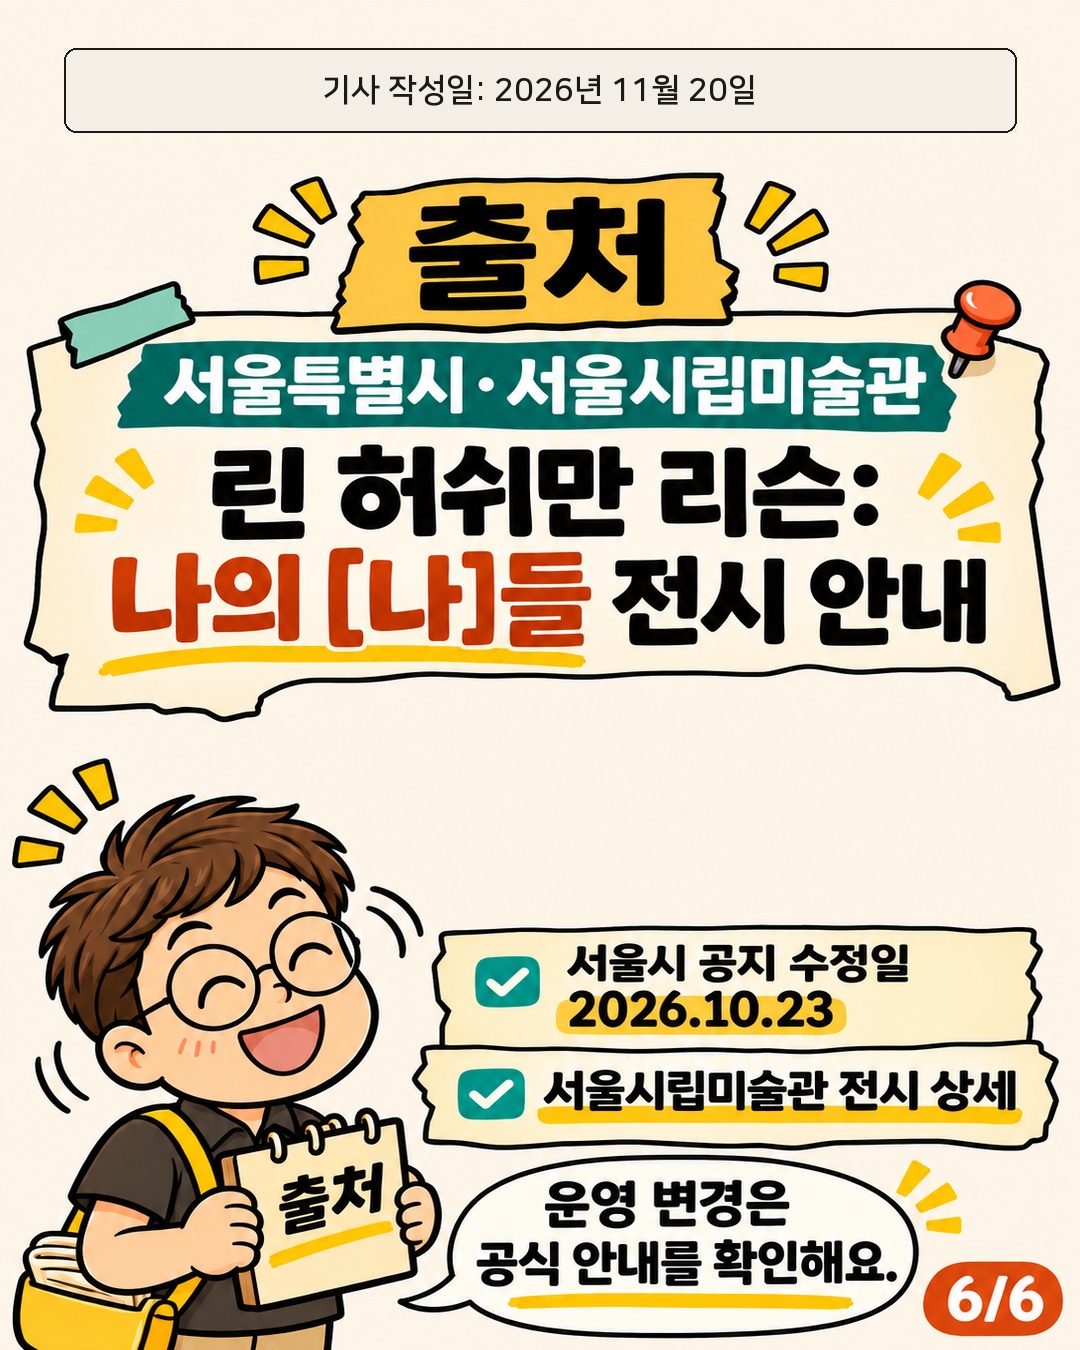 기사 작성일: 2026년 11월 20일
출처
서울특별시·서울시립미술관
린 허쉬만 리슨:
나의 [나]들 전시 안내
서울시 공지 수정일
2026.10.23
서울시립미술관 전시 상세
출처
운영 변경은
공식 안내를 확인해요.
6/6